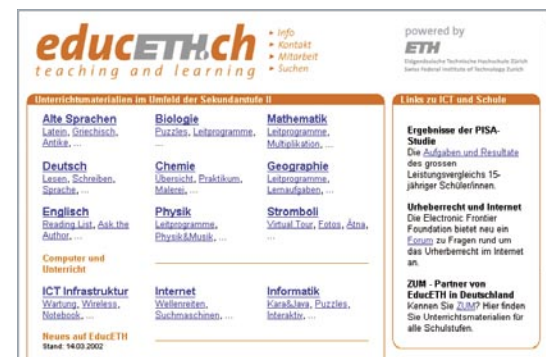 educETH.ch
teaching and learning
Info
Kontakt
Mitarbeit
Suchen
powered by
ETH
Eidgenössische Technische Hochschule Zürich
Swiss Federal Institute of Technology Zurich
Unterrichtsmaterialien im Umfeld der Sekundarstufe II
Alte Sprachen
Latein, Griechisch,
Antike, ...
Biologie
Puzzles, Leitprogramme,
...
Mathematik
Leitprogramme,
Multiplikation, ...
Deutsch
Lesen, Schreiben,
Sprache, ...
Chemie
Übersicht, Praktikum,
Malerei, ...
Geographie
Leitprogramme,
Lernaufgaben, ...
Englisch
Reading List, Ask the
Author, ...
Physik
Leitprogramme,
Physik&Musik, ...
Stromboli
Virtual Tour, Fotos, Ätna,
...
Computer und
Unterricht
ICT Infrastruktur
Wartung, Wireless,
Notebook, ...
Internet
Wellenreiten,
Suchmaschinen, ...
Informatik
Kara&Java, Puzzles,
Interaktiv, ...
Neues auf EducETH
Stand: 14.03.2002
Links zu ICT und Schule
Ergebnisse der PISA-
Studie
Die Aufgaben und Resultate
des grossen
Leistungsvergleichs 15-
jähriger Schüler/innen.
Urheberrecht und Internet
Die Electronic Frontier
Foundation bietet neu ein
Forum zu Fragen rund um
das Urherberrecht im Internet
an.
ZUM - Partner von
EducETH in Deutschland
Kennen Sie ZUM? Hier finden
Sie Unterrichtsmaterialien für
alle Schulstufen.